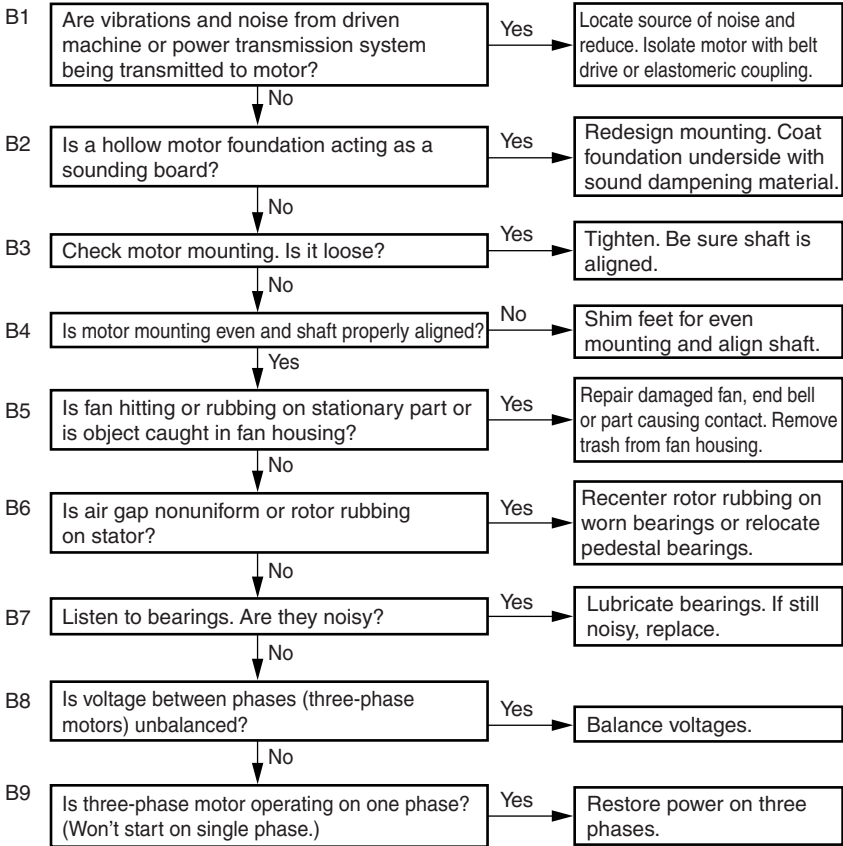 B1
Are vibrations and noise from driven
machine or power transmission system
being transmitted to motor?
Yes
Locate source of noise and
reduce. Isolate motor with belt
drive or elastomeric coupling.
No
B2
Is a hollow motor foundation acting as a
sounding board?
Yes
Redesign mounting. Coat
foundation underside with
sound dampening material.
No
B3
Check motor mounting. Is it loose?
Yes
Tighten. Be sure shaft is
aligned.
No
B4
Is motor mounting even and shaft properly aligned?
No
Shim feet for even
mounting and align shaft.
Yes
B5
Is fan hitting or rubbing on stationary part or
is object caught in fan housing?
Yes
Repair damaged fan, end bell
or part causing contact. Remove
trash from fan housing.
No
B6
Is air gap nonuniform or rotor rubbing
on stator?
Yes
Recenter rotor rubbing on
worn bearings or relocate
pedestal bearings.
No
B7
Listen to bearings. Are they noisy?
Yes
Lubricate bearings. If still
noisy, replace.
No
B8
Is voltage between phases (three-phase
motors) unbalanced?
Yes
Balance voltages.
No
B9
Is three-phase motor operating on one phase?
(Won't start on single phase.)
Yes
Restore power on three
phases.